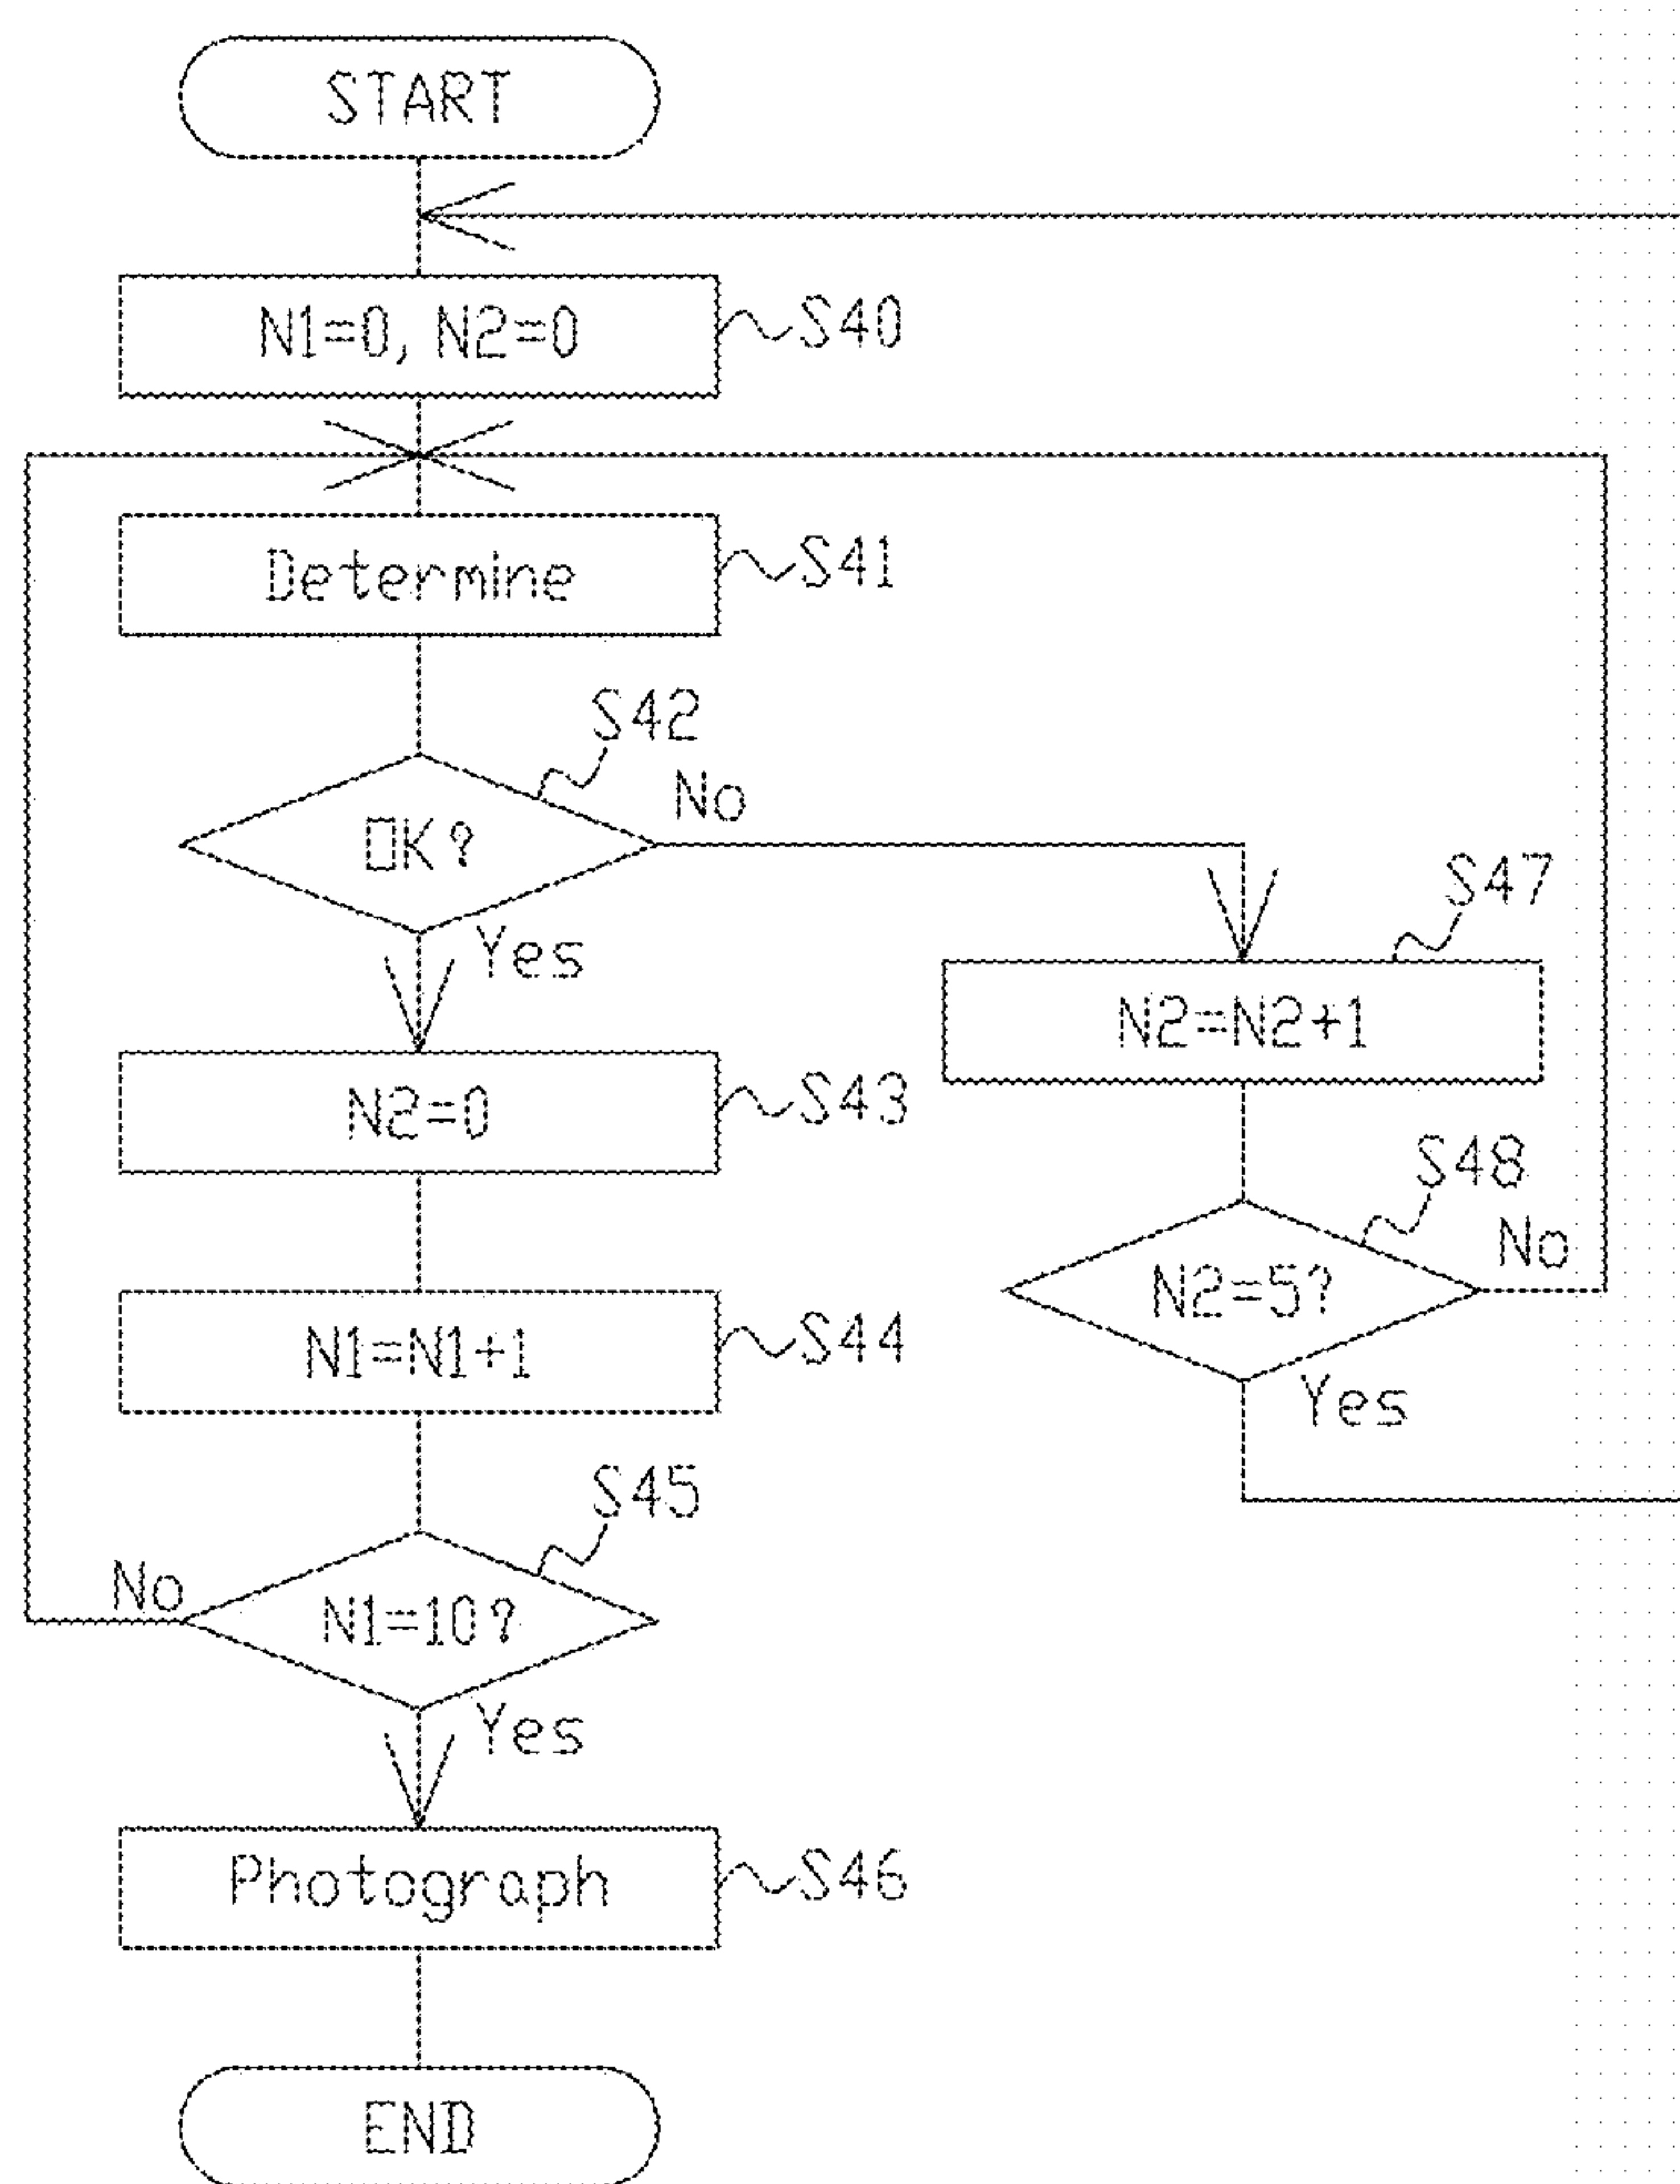 START
N1=0, N2=0
S40
Determine
S41
S42
OK?
No
Yes
S47
N2=N2+1
N2=0
S43
S48
N2=5?
No
Yes
N1=N1+1
S44
S45
No
N1=10?
Yes
Photograph
S46
END